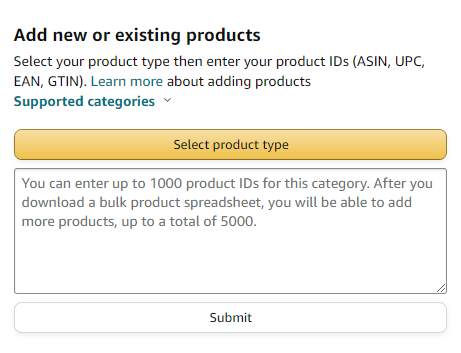 Add new or existing products
Select your product type then enter your product IDs (ASIN, UPC,
EAN, GTIN). Learn more about adding products
Supported categories
Select product type
You can enter up to 1000 product IDs for this category. After you
download a bulk product spreadsheet, you will be able to add
more products, up to a total of 5000.
Submit